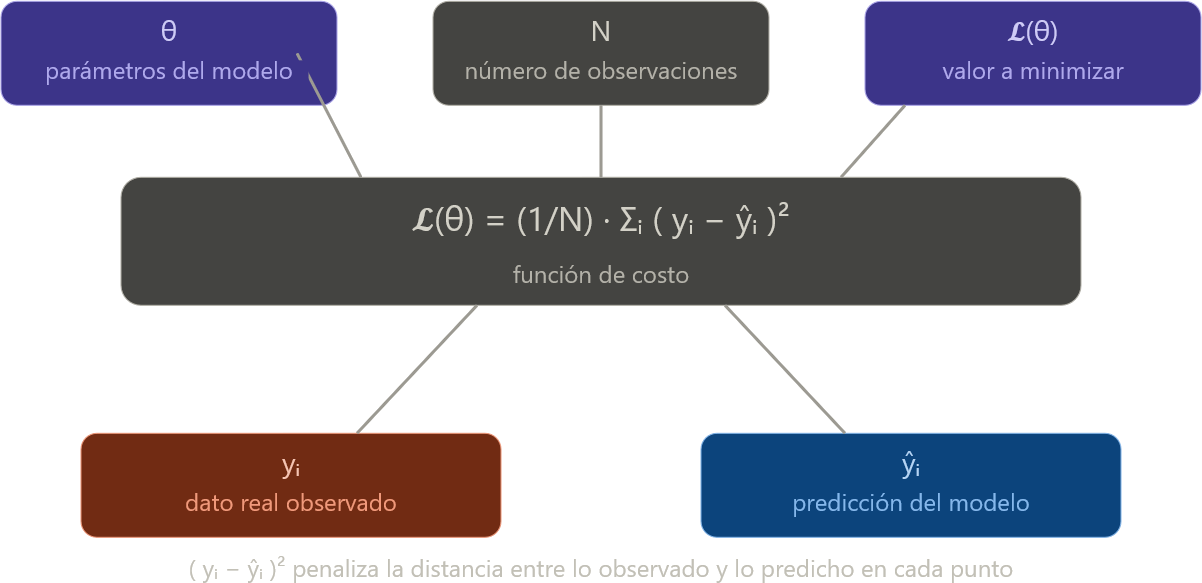 θ
parámetros del modelo
N
número de observaciones
𝓛(θ)
valor a minimizar
𝓛(θ) = (1/N) · Σᵢ ( yᵢ − ŷᵢ )²
función de costo
yᵢ
dato real observado
ŷᵢ
predicción del modelo
( yᵢ − ŷᵢ )² penaliza la distancia entre lo observado y lo predicho en cada punto